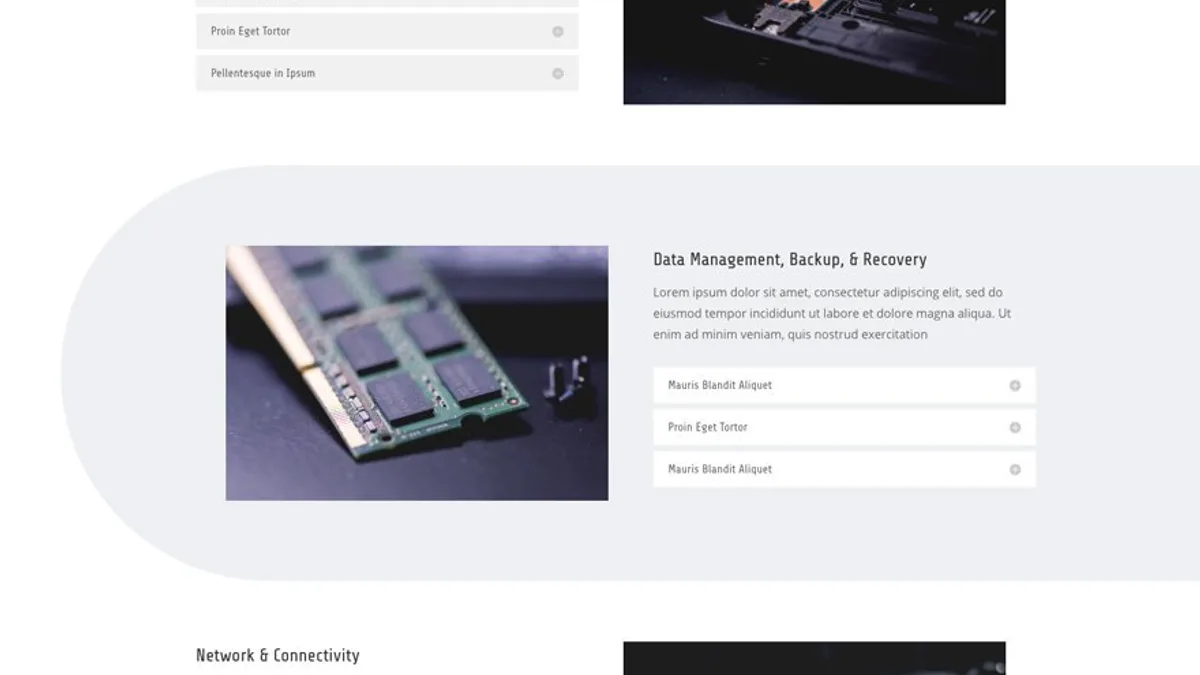 Proin Eget Tortor
Pellentesque in Ipsum
Data Management, Backup, & Recovery
Lorem ipsum dolor sit amet, consectetur adipiscing elit, sed do
eiusmod tempor incididunt ut labore et dolore magna aliqua. Ut
enim ad minim veniam, quis nostrud exercitation
Mauris Blandit Aliquet
Proin Eget Tortor
Mauris Blandit Aliquet
Network & Connectivity